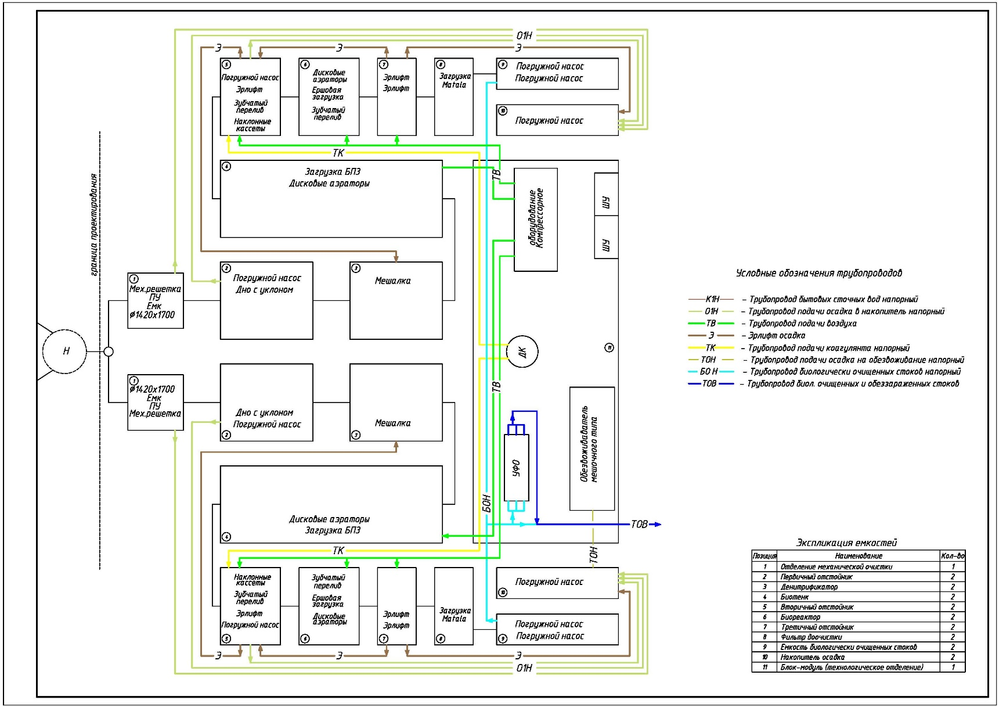 О1Н
Э
Э
Э
5
Погружной насос
Эрлифт
Зубчатый
перелив
Наклонные
кассеты
6
Дисковые
аэраторы
Ершовая
загрузка
Зубчатый
перелив
7
Эрлифт
Эрлифт
8
Загрузка
Matala
9
Погружной насос
Погружной насос
10
Погружной насос
ТК
4
Загрузка БПЗ
Дисковые аэраторы
ТВ
оборудование
Компрессорное
ШУ
ШУ
граница проектирования
1
Мех.решетка
ПУ
Емк
Ø1420х1700
2
Погружной насос
Дно с уклоном
3
Мешалка
Н
ДК
11
1
Ø1420х1700
Емк
ПУ
Мех.решетка
Дно с уклоном
Погружной насос
2
Мешалка
3
ТВ
УФО
Обезвоживаватель
мешочного типа
Дисковые аэраторы
Загрузка БПЗ
4
БОН
ТОВ
ТОН
ТК
Наклонные
кассеты
Зубчатый
перелив
Эрлифт
Погружной насос
5
Зубчатый
перелив
Ершовая
загрузка
Дисковые
аэраторы
6
Эрлифт
Эрлифт
7
Загрузка
Matala
8
Погружной насос
10
Погружной насос
Погружной насос
9
Э
Э
Э
О1Н
Условные обозначения трубопроводов
К1Н – Трубопровод бытовых сточных вод напорный
О1Н – Трубопровод подачи осадка в накопитель напорный
ТВ – Трубопровод подачи воздуха
Э – Эрлифт осадка
ТК – Трубопровод подачи коагулянта напорный
ТОН – Трубопровод подачи осадка на обезвоживание напорный
БО Н – Трубопровод биологически очищенных стоков напорный
ТОВ – Трубопровод биол. очищенных и обеззараженных стоков
Экспликация емкостей
Позиция Наименование Кол-во
1 Отделение механической очистки 1
2 Первичный отстойник 2
3 Денитрификатор 2
4 Биотенк 2
5 Вторичный отстойник 2
6 Биореактор 2
7 Третичный отстойник 2
8 Фильтр доочистки 2
9 Емкость биологически очищенных стоков 2
10 Накопитель осадка 2
11 Блок-модуль (технологическое отделение) 1